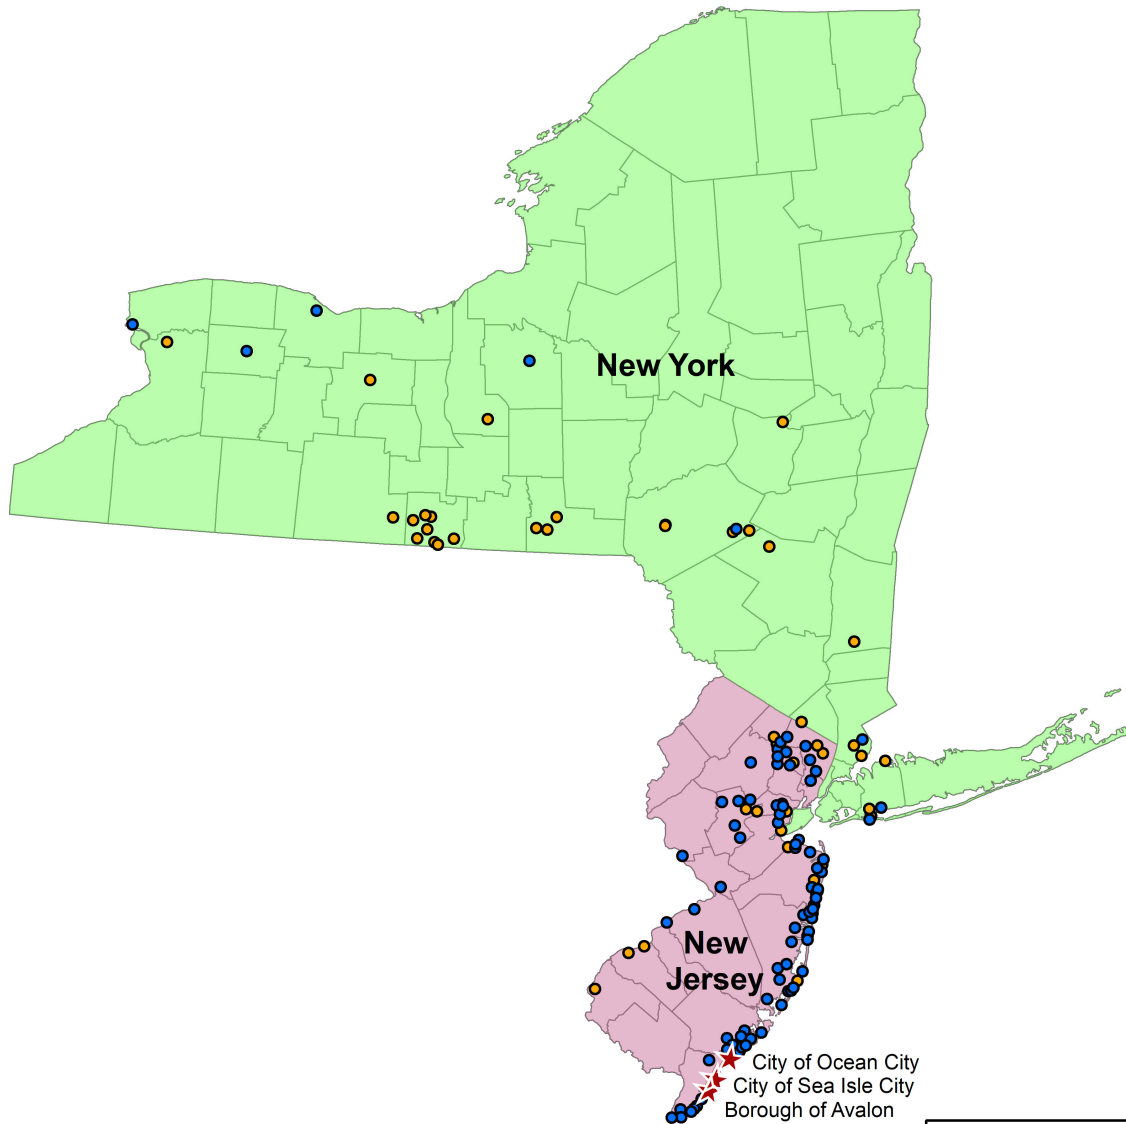 New York
New
Jersey
City of Ocean City
City of Sea Isle City
Borough of Avalon